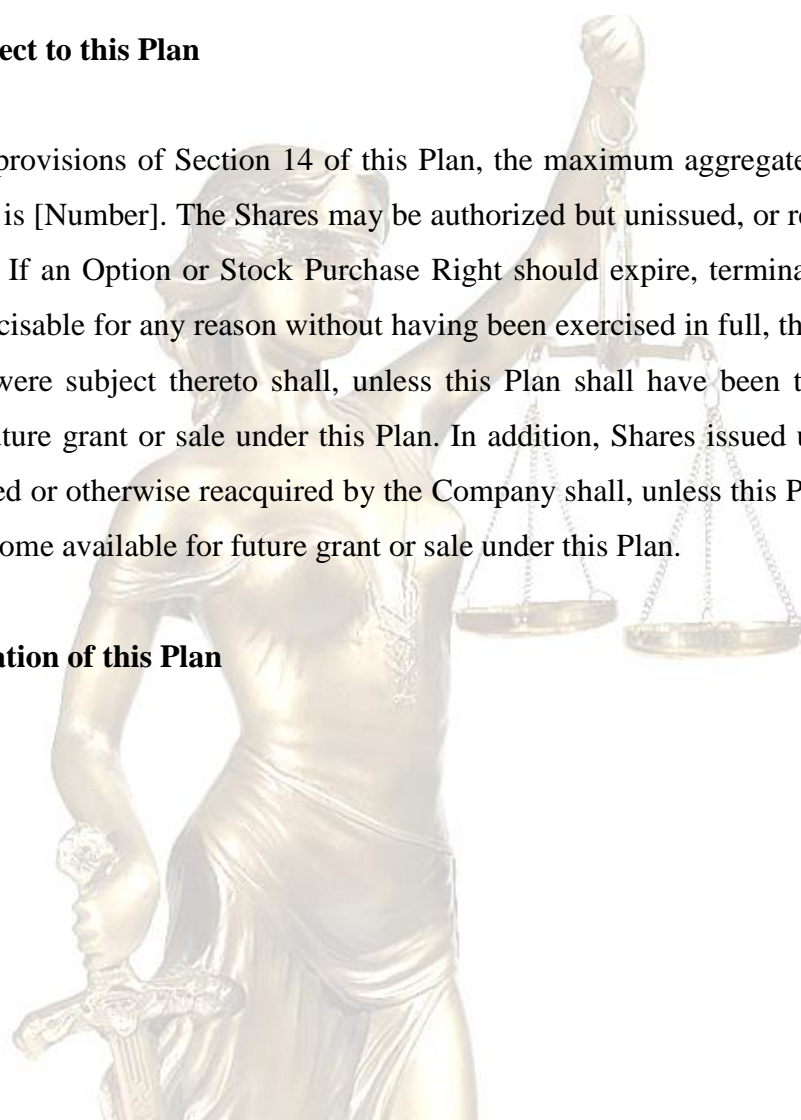 ect to this Plan
provisions of Section 14 of this Plan, the maximum aggregate
is [Number]. The Shares may be authorized but unissued, or re
If an Option or Stock Purchase Right should expire, termina
cisable for any reason without having been exercised in full, th
were subject thereto shall, unless this Plan shall have been t
uture grant or sale under this Plan. In addition, Shares issued u
ed or otherwise reacquired by the Company shall, unless this P
ome available for future grant or sale under this Plan.
ation of this Plan